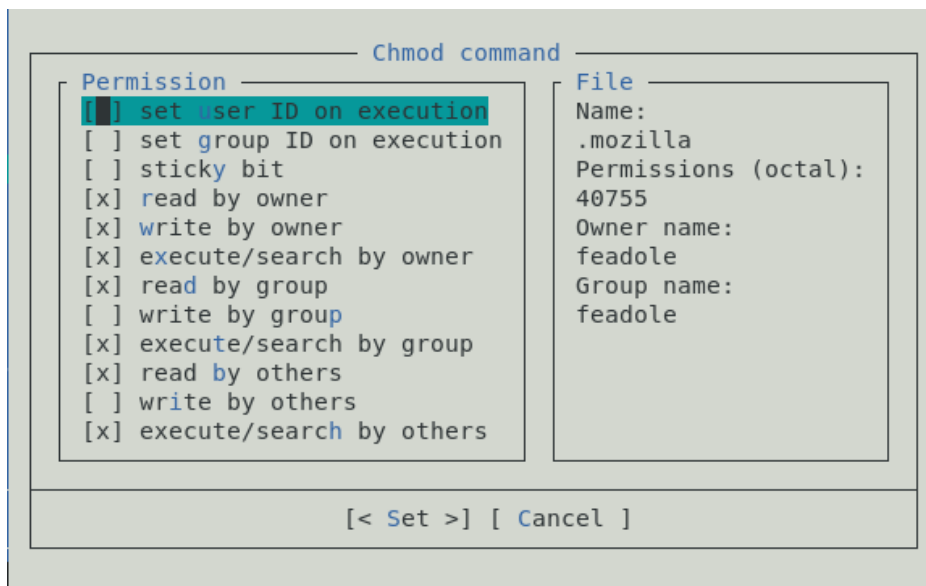 Chmod command
Permission
[ ] set user ID on execution
[ ] set group ID on execution
[ ] sticky bit
[x] read by owner
[x] write by owner
[x] execute/search by owner
[x] read by group
[ ] write by group
[x] execute/search by group
[x] read by others
[ ] write by others
[x] execute/search by others
File
Name:
.mozilla
Permissions (octal):
40755
Owner name:
feadole
Group name:
feadole
[< Set >] [ Cancel ]